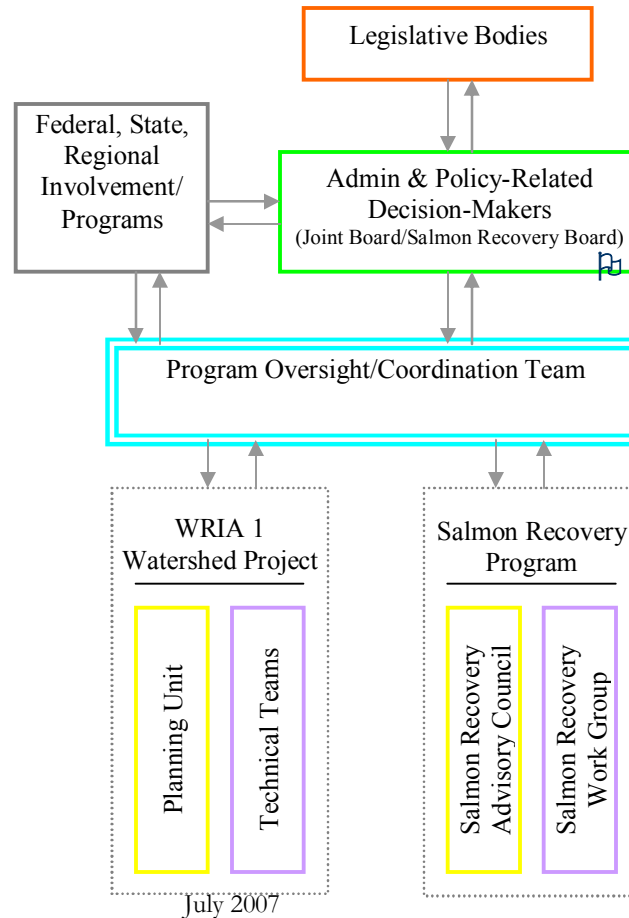 Legislative Bodies
Federal, State,
Regional
Involvement/
Programs
Admin & Policy-Related
Decision-Makers
(Joint Board/Salmon Recovery Board)
Program Oversight/Coordination Team
WRIA 1
Watershed Project
Planning Unit
Technical Teams
Salmon Recovery
Program
Salmon Recovery
Advisory Council
Salmon Recovery
Work Group
July 2007